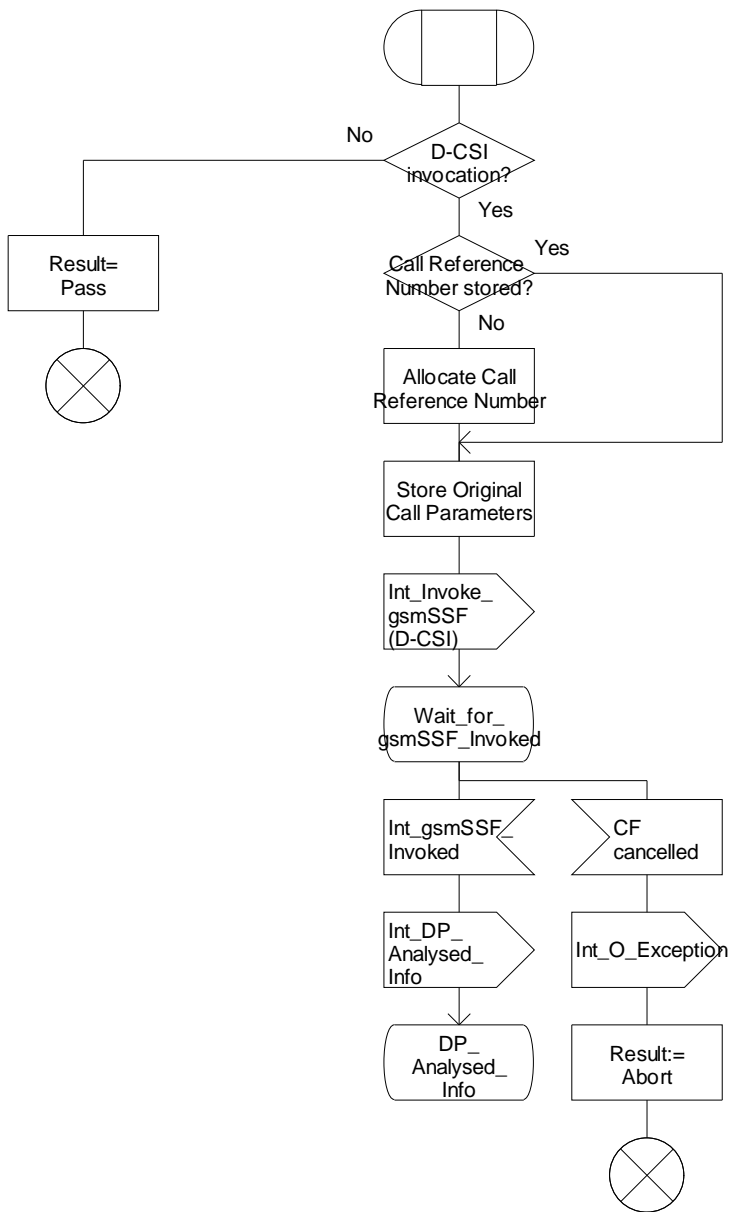 No
D-CSI
invocation?
Yes
Result=
Pass
Call Reference
Number stored?
Yes
No
Allocate Call
Reference Number
Store Original
Call Parameters
Int_Invoke_
gsmSSF
(D-CSI)
Wait_for_
gsmSSF_Invoked
Int_gsmSSF_
Invoked
CF
cancelled
Int_DP_
Analysed_
Info
Int_O_Exception
DP_
Analysed_
Info
Result:=
Abort